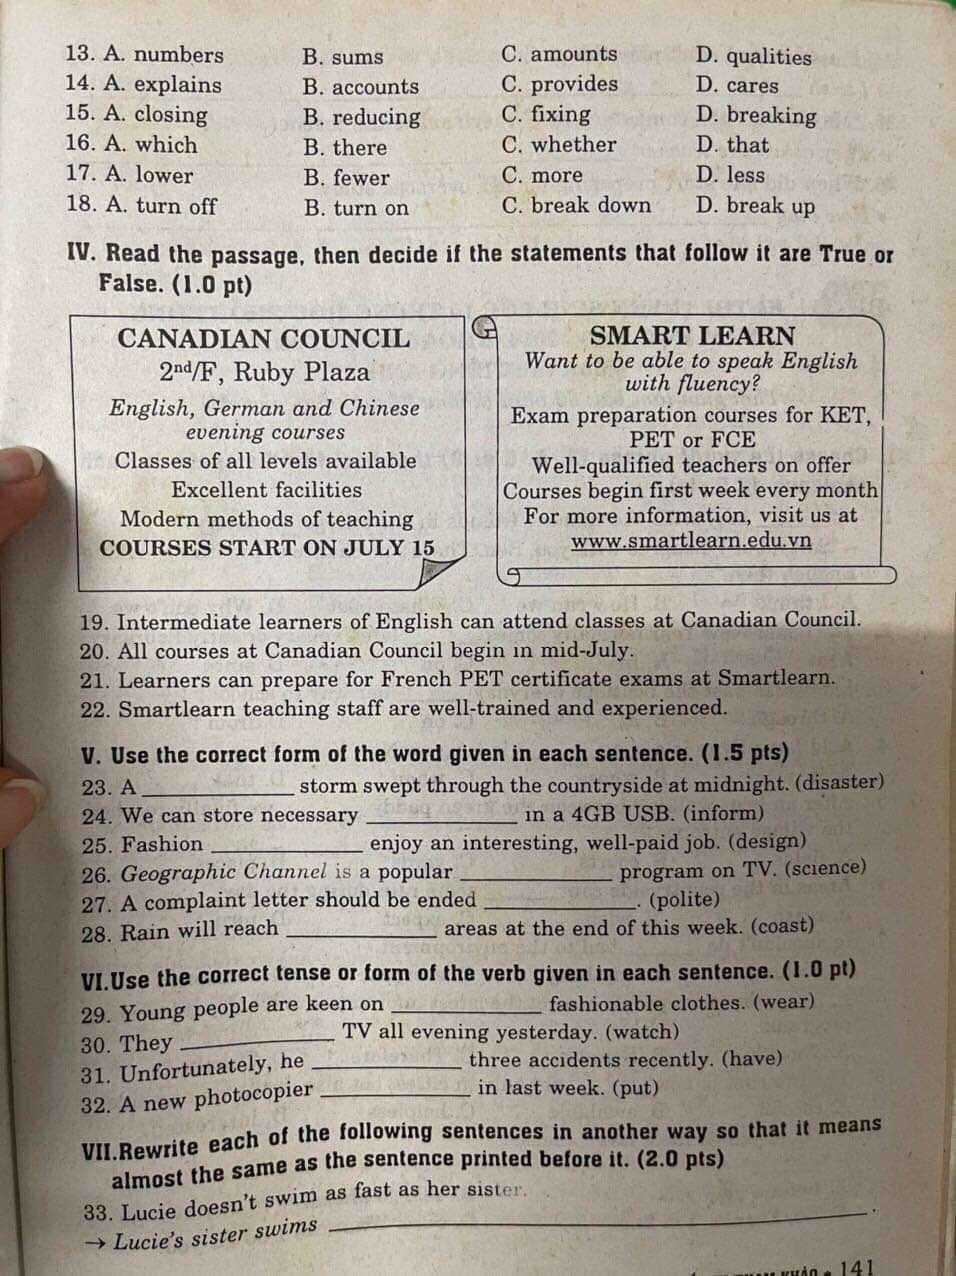 13. A. numbers B. sums C. amounts D. qualities
14. A. explains B. accounts C. provides D. cares
15. A. closing B. reducing C. fixing D. breaking
16. A. which B. there C. whether D. that
17. A. lower B. fewer C. more D. less
18. A. turn off B. turn on C. break down D. break up
IV. Read the passage, then decide if the statements that follow it are True or
False. (1.0 pt)
CANADIAN COUNCIL
2nd/F, Ruby Plaza
English, German and Chinese
evening courses
Classes of all levels available
Excellent facilities
Modern methods of teaching
COURSES START ON JULY 15
SMART LEARN
Want to be able to speak English
with fluency?
Exam preparation courses for KET,
PET or FCE
Well-qualified teachers on offer
Courses begin first week every month
For more information, visit us at
www.smartlearn.edu.vn
19. Intermediate learners of English can attend classes at Canadian Council.
20. All courses at Canadian Council begin in mid-July.
21. Learners can prepare for French PET certificate exams at Smartlearn.
22. Smartlearn teaching staff are well-trained and experienced.
V. Use the correct form of the word given in each sentence. (1.5 pts)
23. A ______________ storm swept through the countryside at midnight. (disaster)
24. We can store necessary ______________ in a 4GB USB. (inform)
25. Fashion ______________ enjoy an interesting, well-paid job. (design)
26. Geographic Channel is a popular ______________ program on TV. (science)
27. A complaint letter should be ended ______________. (polite)
28. Rain will reach ______________ areas at the end of this week. (coast)
VI.Use the correct tense or form of the verb given in each sentence. (1.0 pt)
29. Young people are keen on ______________ fashionable clothes. (wear)
30. They ______________ TV all evening yesterday. (watch)
31. Unfortunately, he ______________ three accidents recently. (have)
32. A new photocopier ______________ in last week. (put)
VII.Rewrite each of the following sentences in another way so that it means
almost the same as the sentence printed before it. (2.0 pts)
33. Lucie doesn't swim as fast as her sister.
→ Lucie's sister swims ______________.
141